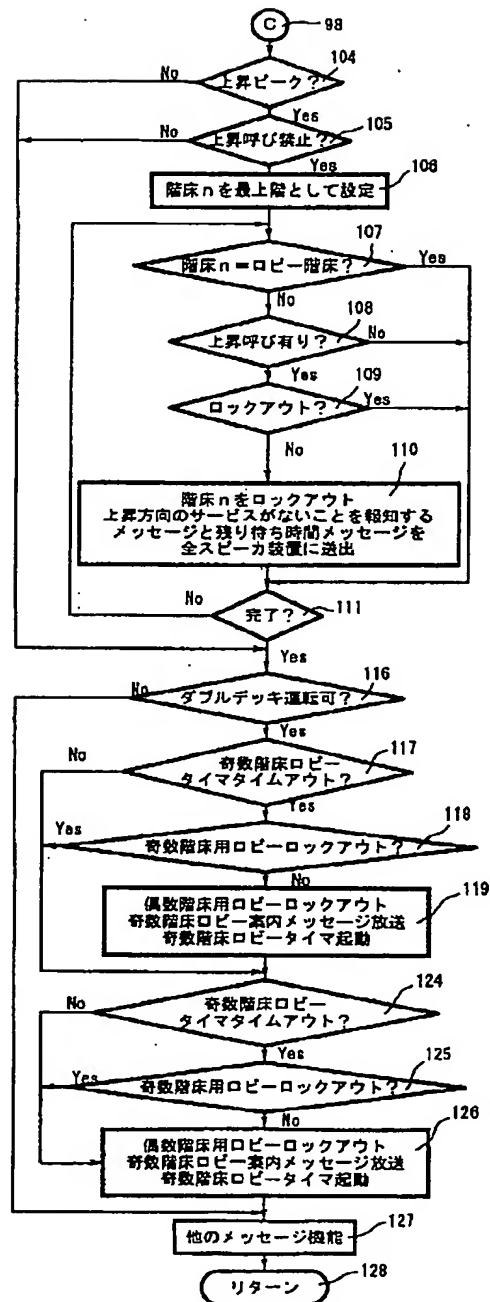 C
98
No
上昇ピーク？
104
Yes
No
上昇呼び禁止？
105
Yes
階床nを最上階として設定
106
階床n＝ロビー階床？
107
Yes
No
上昇呼び有り？
108
No
Yes
ロックアウト？
109
Yes
No
110
階床nをロックアウト
上昇方向のサービスがないことを報知する
メッセージと残り待ち時間メッセージを
全スピーカ装置に送出
No
完了？
111
Yes
No
ダブルデッキ運転可？
116
Yes
No
奇数階床ロビー
タイマタイムアウト？
117
Yes
Yes
奇数階床用ロビーロックアウト？
118
No
119
偶数階床用ロビーロックアウト
奇数階床ロビー案内メッセージ放送
奇数階床ロビータイマ起動
No
奇数階床ロビー
タイマタイムアウト？
124
Yes
Yes
奇数階床用ロビーロックアウト？
125
No
126
偶数階床用ロビーロックアウト
奇数階床ロビー案内メッセージ放送
奇数階床ロビータイマ起動
他のメッセージ機能
127
リターン
128